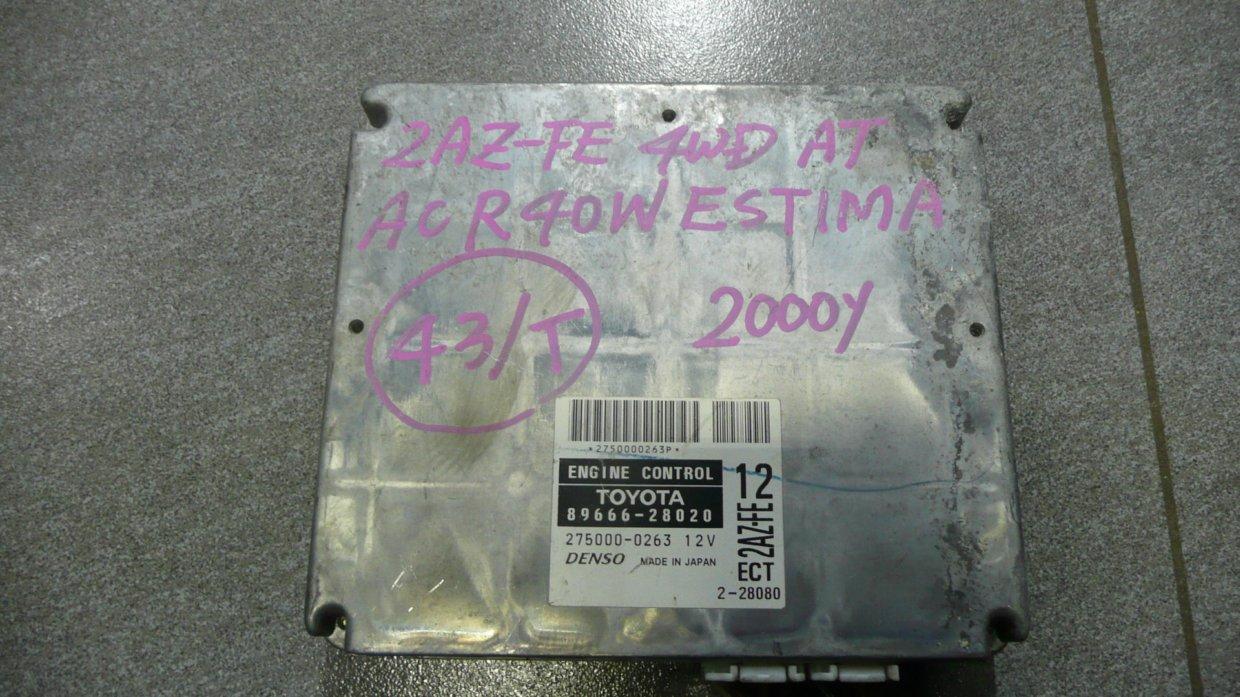 2AZ-FE 4WD AT
ACR40W ESTIMA
43/T
2000Y
*2750000263P*
ENGINE CONTROL
TOYOTA
89666-28020
275000-0263 12V
DENSO MADE IN JAPAN
12
2AZ-FE
ECT
2-28080